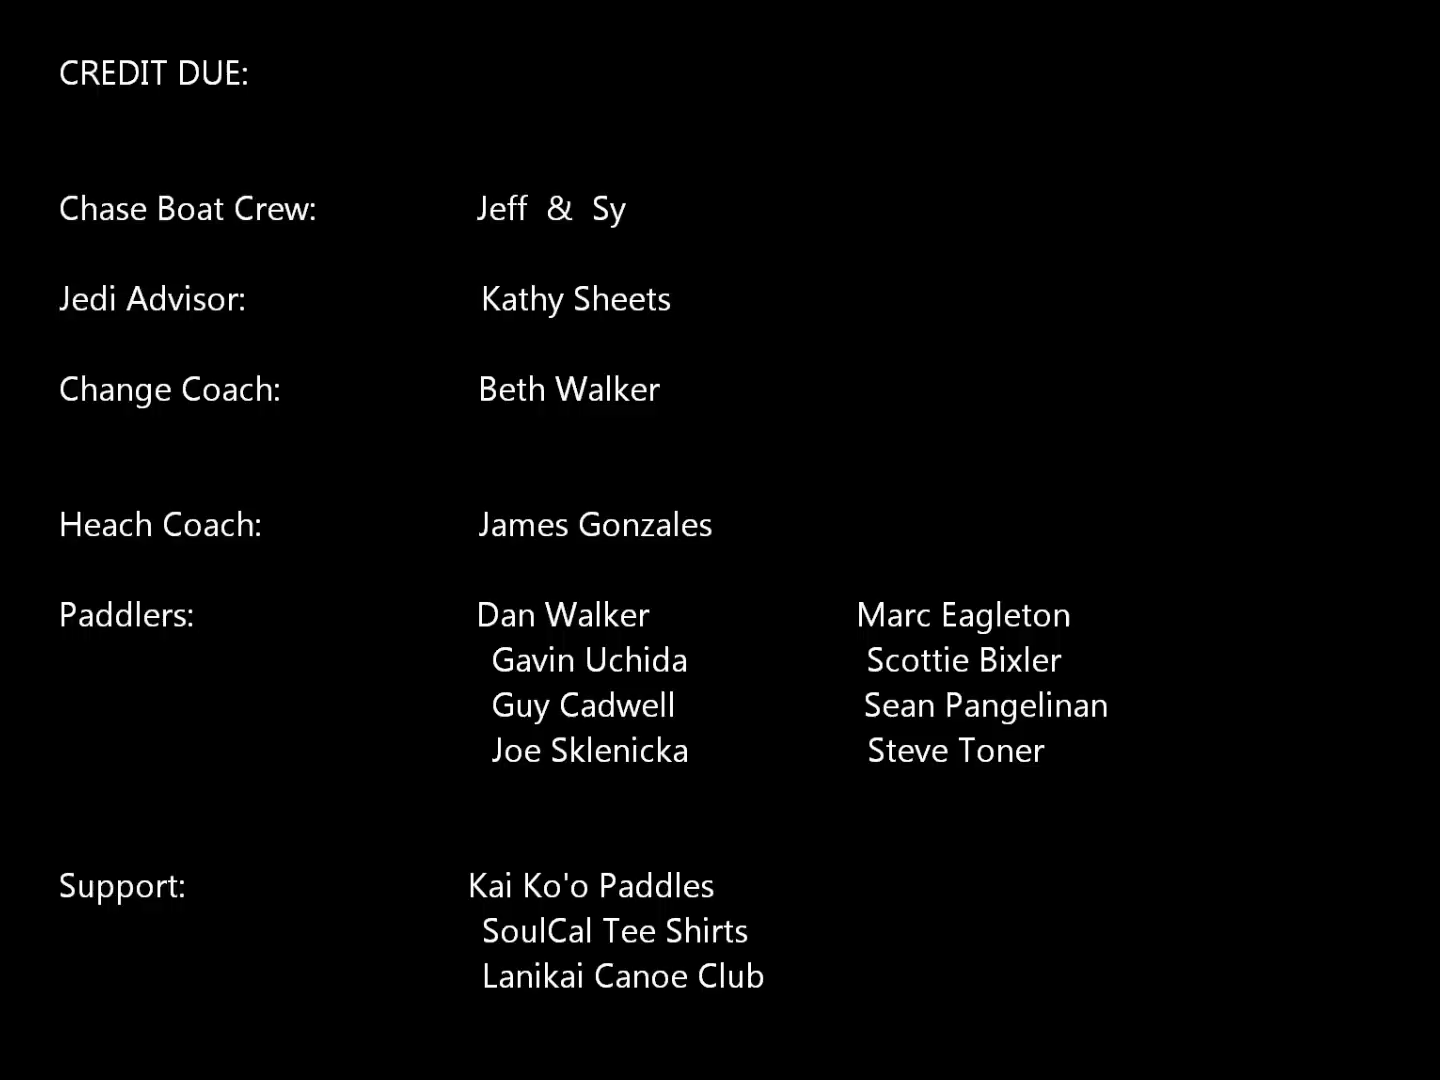 CREDIT DUE:
Chase Boat Crew: Jeff & Sy
Jedi Advisor: Kathy Sheets
Change Coach: Beth Walker
Heach Coach: James Gonzales
Paddlers: Dan Walker Marc Eagleton
Gavin Uchida Scottie Bixler
Guy Cadwell Sean Pangelinan
Joe Sklenicka Steve Toner
Support: Kai Ko'o Paddles
SoulCal Tee Shirts
Lanikai Canoe Club